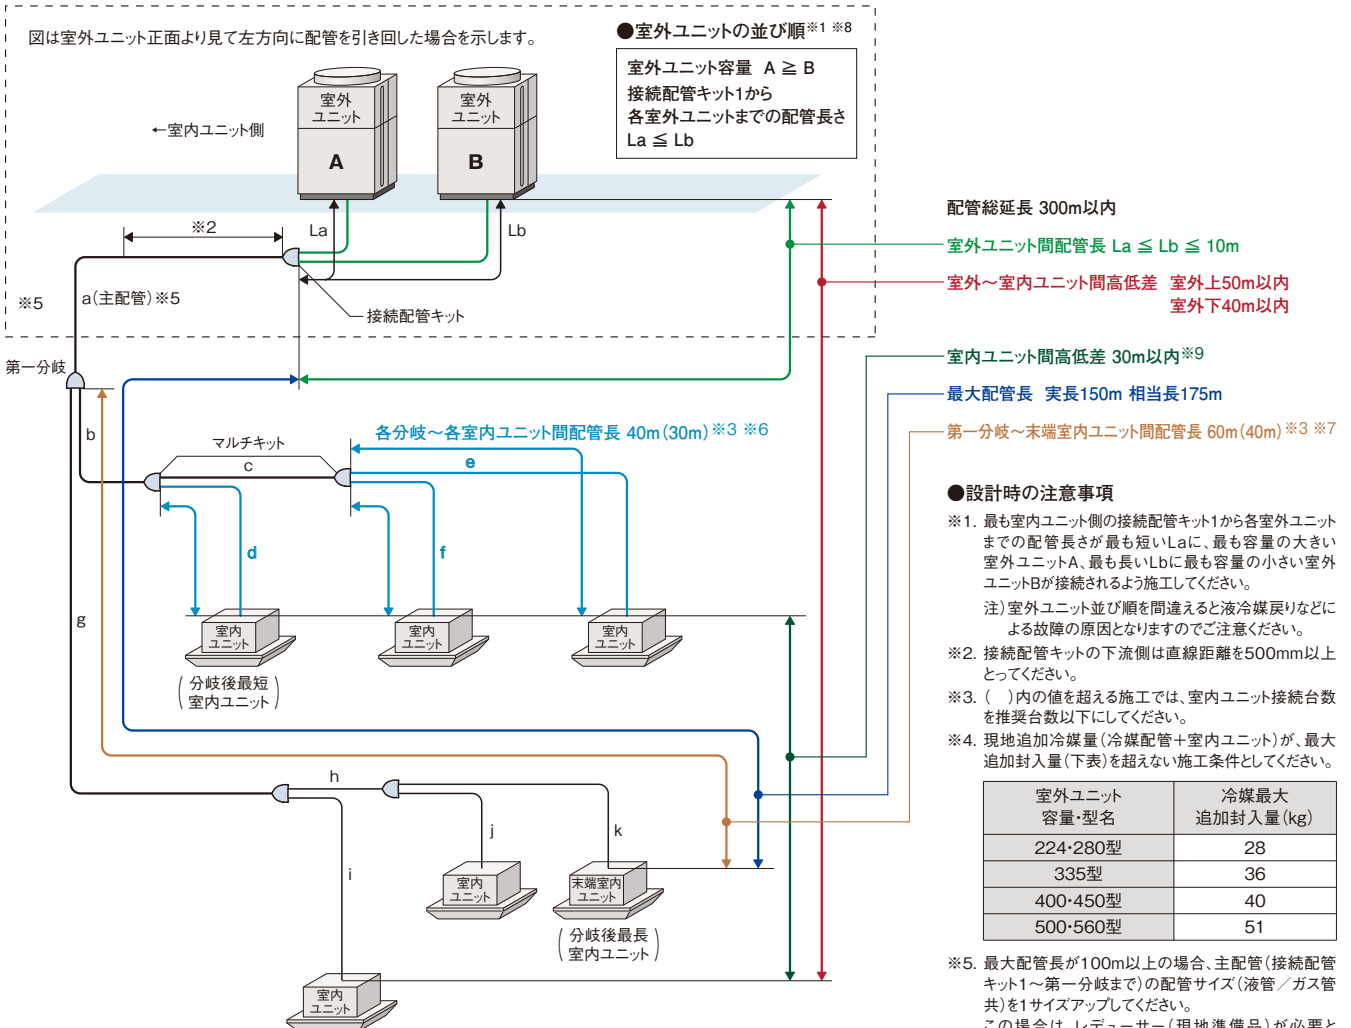 図は室外ユニット正面より見て左方向に配管を引き回した場合を示します。
●室外ユニットの並び順※1 ※8
室外ユニット容量 A ≧ B
接続配管キット1から
各室外ユニットまでの配管長さ
La ≦ Lb
室外
ユニット
A
室外
ユニット
B
←室内ユニット側
※2
La
Lb
※5
a(主配管)※5
接続配管キット
第一分岐
配管総延長 300m以内
室外ユニット間配管長 La ≦ Lb ≦ 10m
室外～室内ユニット間高低差 室外上50m以内
室外下40m以内
室内ユニット間高低差 30m以内※9
最大配管長 実長150m 相当長175m
第一分岐～末端室内ユニット間配管長 60m(40m)※3 ※7
b
マルチキット
c
各分岐～各室内ユニット間配管長 40m(30m)※3 ※6
e
d
f
g
室内
ユニット
(分岐後最短
室内ユニット)
室内
ユニット
室内
ユニット
h
i
j
k
室内
ユニット
末端室内
ユニット
(分岐後最長
室内ユニット)
室内
ユニット
●設計時の注意事項
※1. 最も室内ユニット側の接続配管キット1から各室外ユニット
までの配管長さが最も短いLaに、最も容量の大きい
室外ユニットA、最も長いLbに最も容量の小さい室外
ユニットBが接続されるよう施工してください。
注)室外ユニット並び順を間違えると液冷媒戻りなどに
よる故障の原因となりますのでご注意ください。
※2. 接続配管キットの下流側は直線距離を500mm以上
とってください。
※3. ( )内の値を超える施工では、室内ユニット接続台数
を推奨台数以下にしてください。
※4. 現地追加冷媒量(冷媒配管+室内ユニット)が、最大
追加封入量(下表)を超えない施工条件としてください。
室外ユニット 容量・型名 冷媒最大 追加封入量(kg)
224・280型 28
335型 36
400・450型 40
500・560型 51
※5. 最大配管長が100m以上の場合、主配管(接続配管
キット1～第一分岐まで)の配管サイズ(液管/ガス管
共)を1サイズアップしてください。
この場合は、レデューサー(現地準備品)が必要と